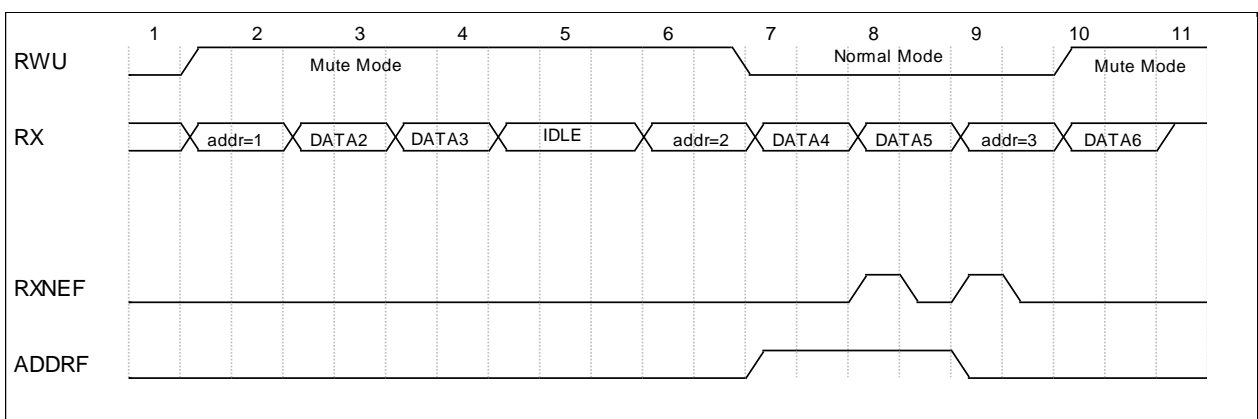 1 2 3 4 5 6 7 8 9 10 11
RWU Mute Mode Normal Mode Mute Mode
RX addr=1 DATA2 DATA3 IDLE addr=2 DATA4 DATA5 addr=3 DATA6
RXNEF
ADDRF